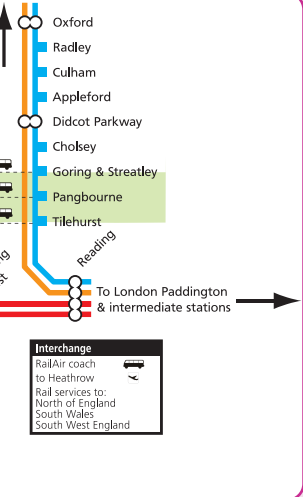 Oxford
Radley
Culham
Appleford
Didcot Parkway
Cholsey
Goring & Streatley
Pangbourne
Tilehurst
Reading
To London Paddington
& intermediate stations
Interchange
RailAir coach
to Heathrow
Rail services to:
North of England
South Wales
South West England